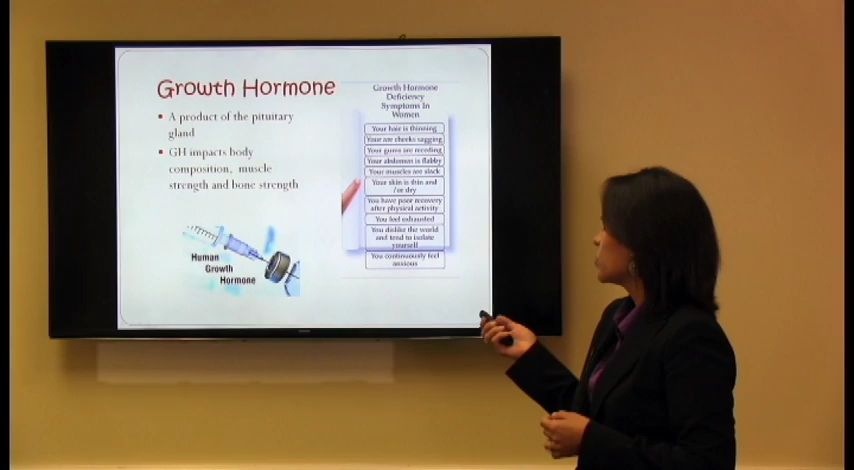 Growth Hormone
A product of the pituitary
gland
GH impacts body
composition, muscle
strength and bone strength
Human
Growth
Hormone
Growth Hormone
Deficiency
Symptoms In
Women
Your hair is thinning
Your are cheeks sagging
Your gums are receding
Your abdomen is flabby
Your muscles are slack
Your skin is thin and
/or dry
You have poor recovery
after physical activity
You feel exhausted
You dislike the world
and tend to isolate
yourself
You continuously feel
anxious